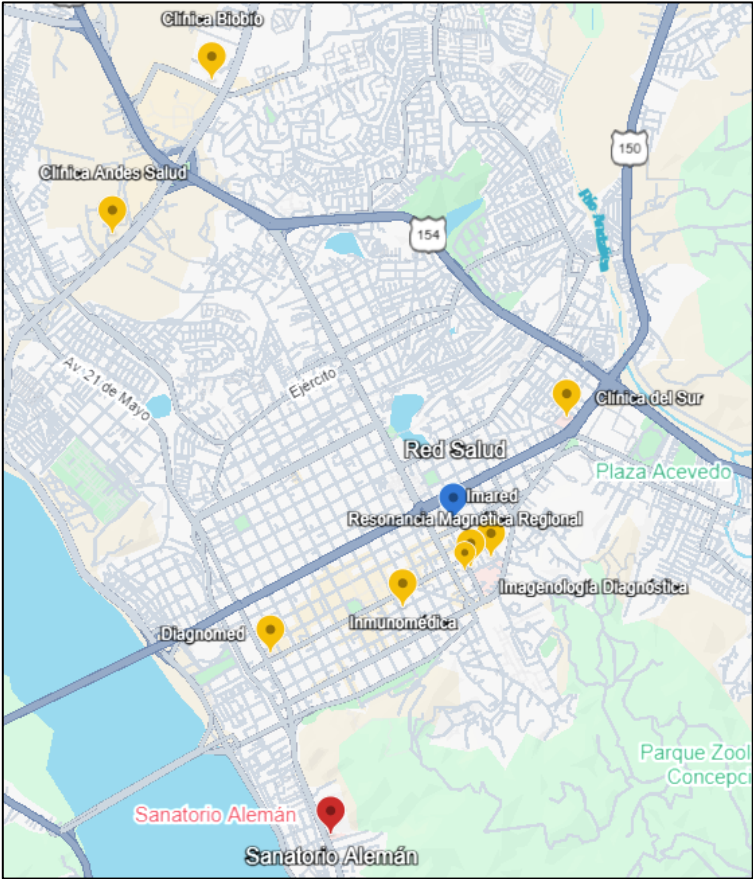 Clínica Biobío
150
Clínica Andes Salud
Río Andalién
154
Av. 21 de Mayo
Ejército
Clínica del Sur
Red Salud
Plaza Acevedo
Imared
Resonancia Magnética Regional
Imagenología Diagnóstica
Inmunomédica
Diagnomed
Parque Zool
Concepci
Sanatorio Alemán
Sanatorio Alemán